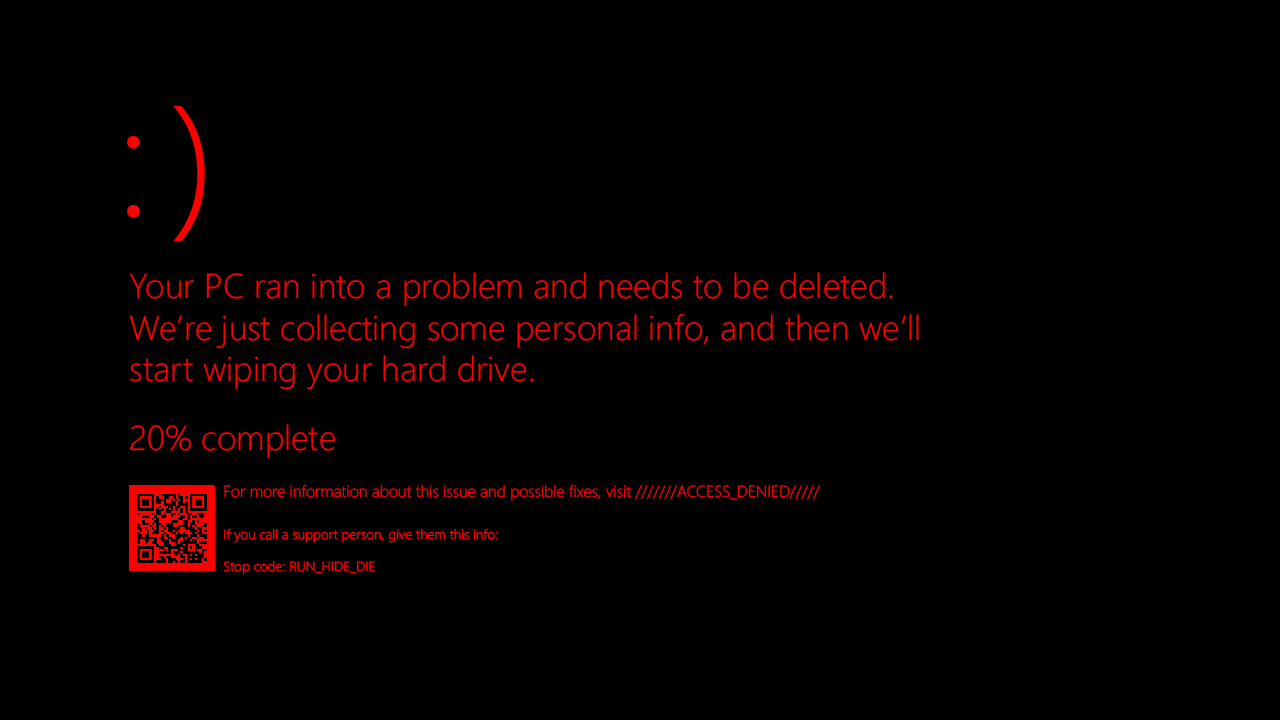 :)
Your PC ran into a problem and needs to be deleted.
We’re just collecting some personal info, and then we’ll
start wiping your hard drive.
20% complete
For more information about this issue and possible fixes, visit ///////ACCESS_DENIED/////
If you call a support person, give them this info:
Stop code: RUN_HIDE_DIE